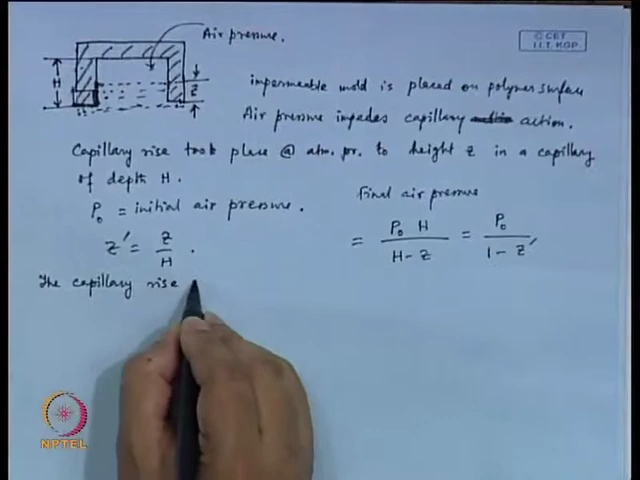 Air pressure.
© CET
I.I.T. KGP
H
Z
impermeable mold is placed on polymer surface
Air pressure impedes capillary action.
Capillary rise took place @ atm. pr. to height z in a capillary
of depth H.
P₀ = initial air pressure.
Final air pressure
z' = z/H .
= P₀ H / H - z = P₀ / 1 - z'
The capillary rise
NPTEL